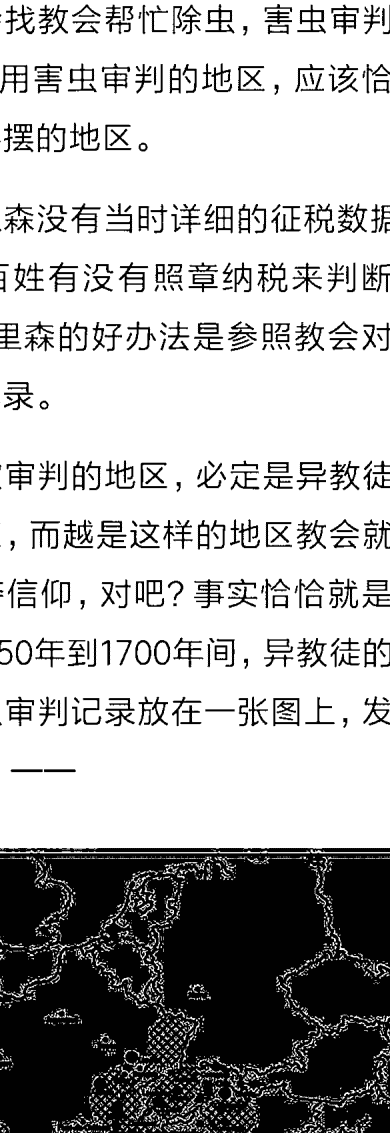 找教会帮忙除虫，害虫审判
用害虫审判的地区，应该恰
摆的地区。
森没有当时详细的征税数据
百姓有没有照章纳税来判断
里森的好办法是参照教会对
录。
审判的地区，必定是异教徒
，而越是这样的地区教会就
信仰，对吧？事实恰恰就是
50年到1700年间，异教徒的
审判记录放在一张图上，发
——